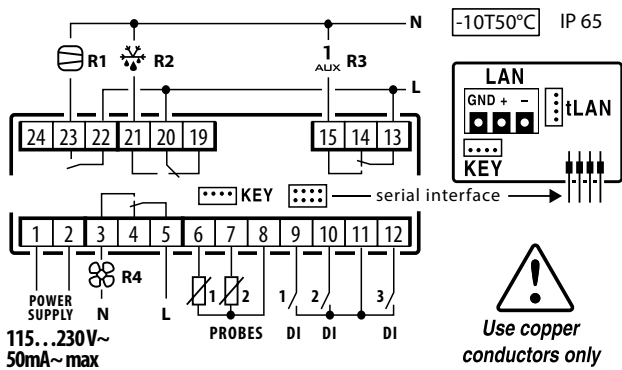 N
-10T50°C IP 65
R1 R2 1 AUX R3
L
LAN
GND + -
tLAN
KEY
24 23 22 21 20 19 15 14 13
KEY serial interface
1 2 3 4 5 6 7 8 9 10 11 12
R4
1 2 1 2 3
POWER SUPPLY
N L PROBES DI DI DI
115...230V~
50mA~ max
Use copper
conductors only